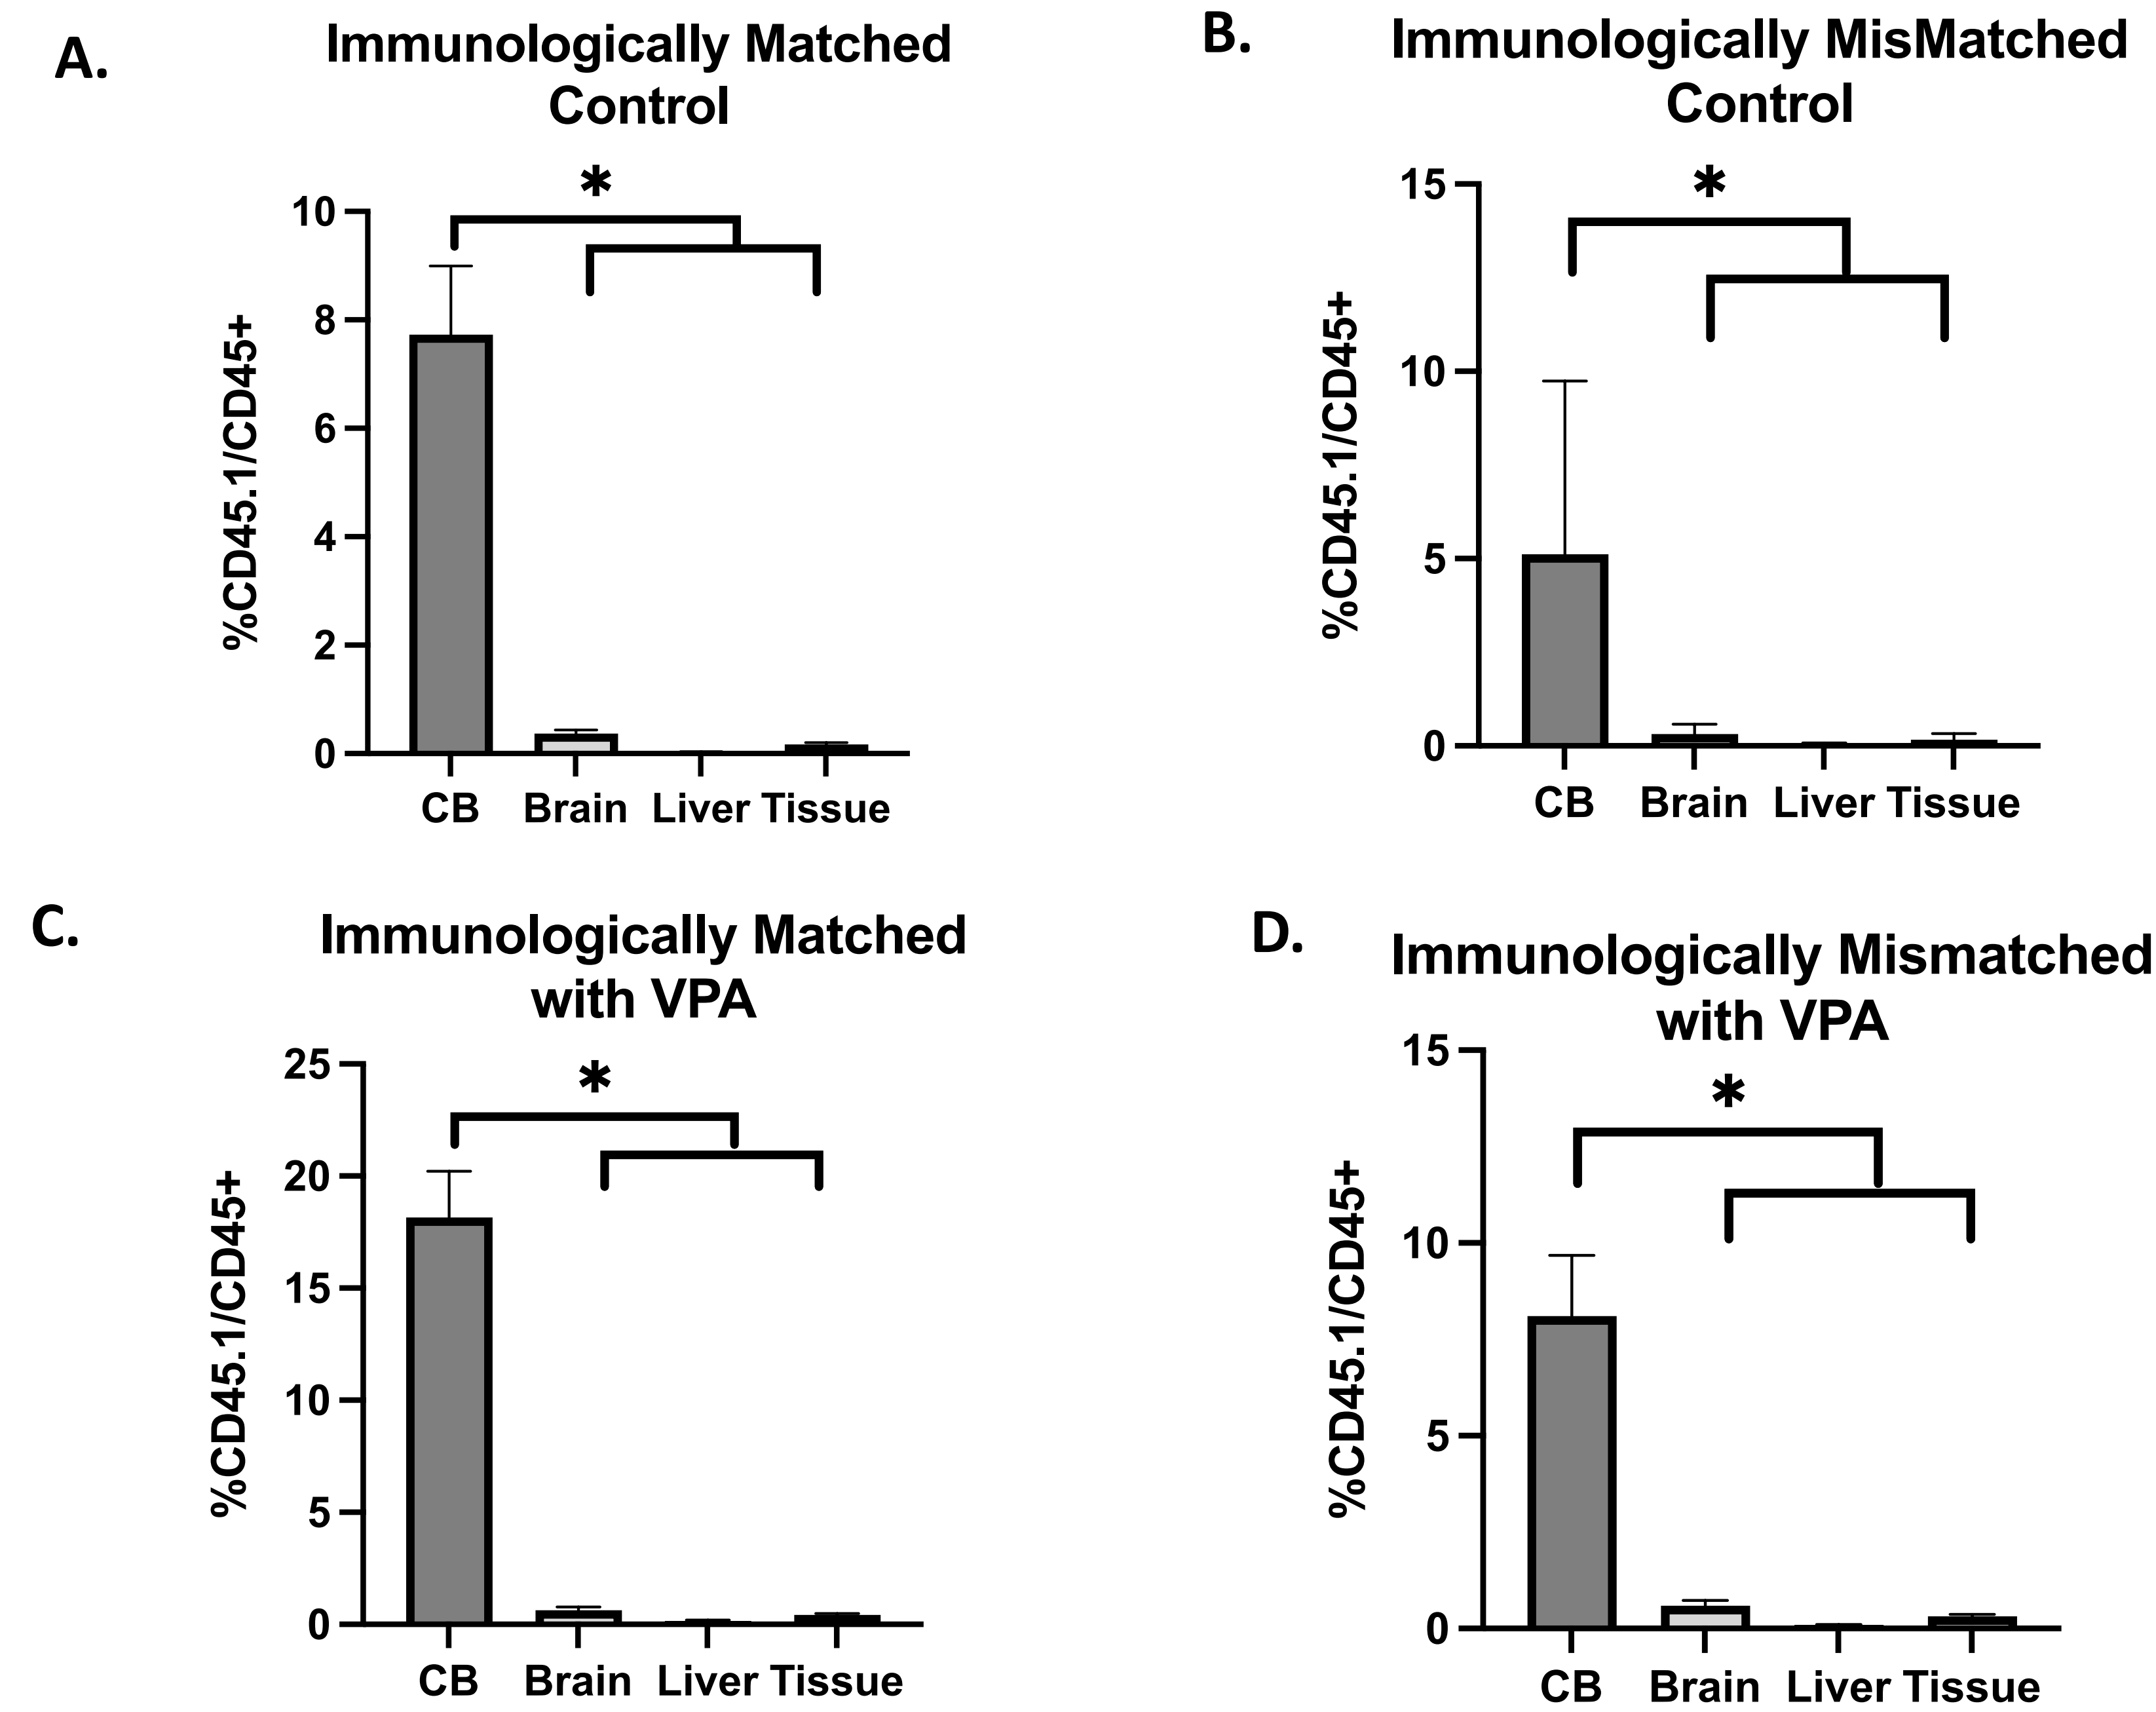 A.
Immunologically Matched
Control
*
%CD45.1/CD45+
10
8
6
4
2
0
CB Brain Liver Tissue
B.
Immunologically MisMatched
Control
*
%CD45.1/CD45+
15
10
5
0
CB Brain Liver Tissue
C.
Immunologically Matched
with VPA
*
%CD45.1/CD45+
25
20
15
10
5
0
CB Brain Liver Tissue
D.
Immunologically Mismatched
with VPA
*
%CD45.1/CD45+
15
10
5
0
CB Brain Liver Tissue